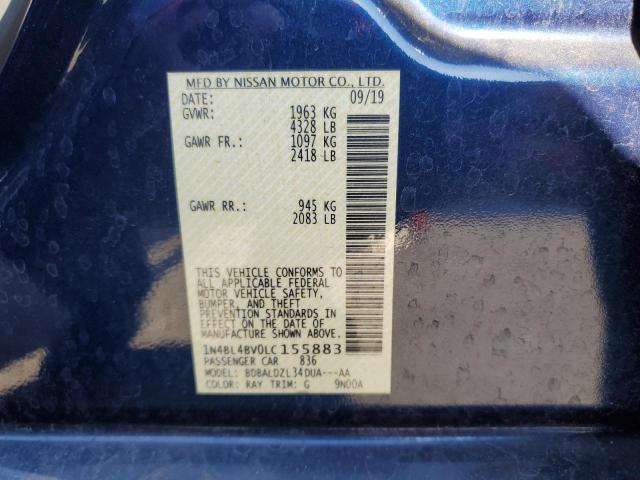 MFD BY NISSAN MOTOR CO., LTD.
DATE: 09/19
GVWR: 1963 KG
4328 LB
GAWR FR.: 1097 KG
2418 LB
GAWR RR.: 945 KG
2083 LB
THIS VEHICLE CONFORMS TO
ALL APPLICABLE FEDERAL
MOTOR VEHICLE SAFETY,
BUMPER, AND THEFT
PREVENTION STANDARDS IN
EFFECT ON THE DATE OF
MANUFACTURE SHOWN ABOVE.
1N4BL4BV0LC155883
PASSENGER CAR 836
MODEL: BDBALDZL34DUA---AA
COLOR: RAY TRIM: G 9N00A